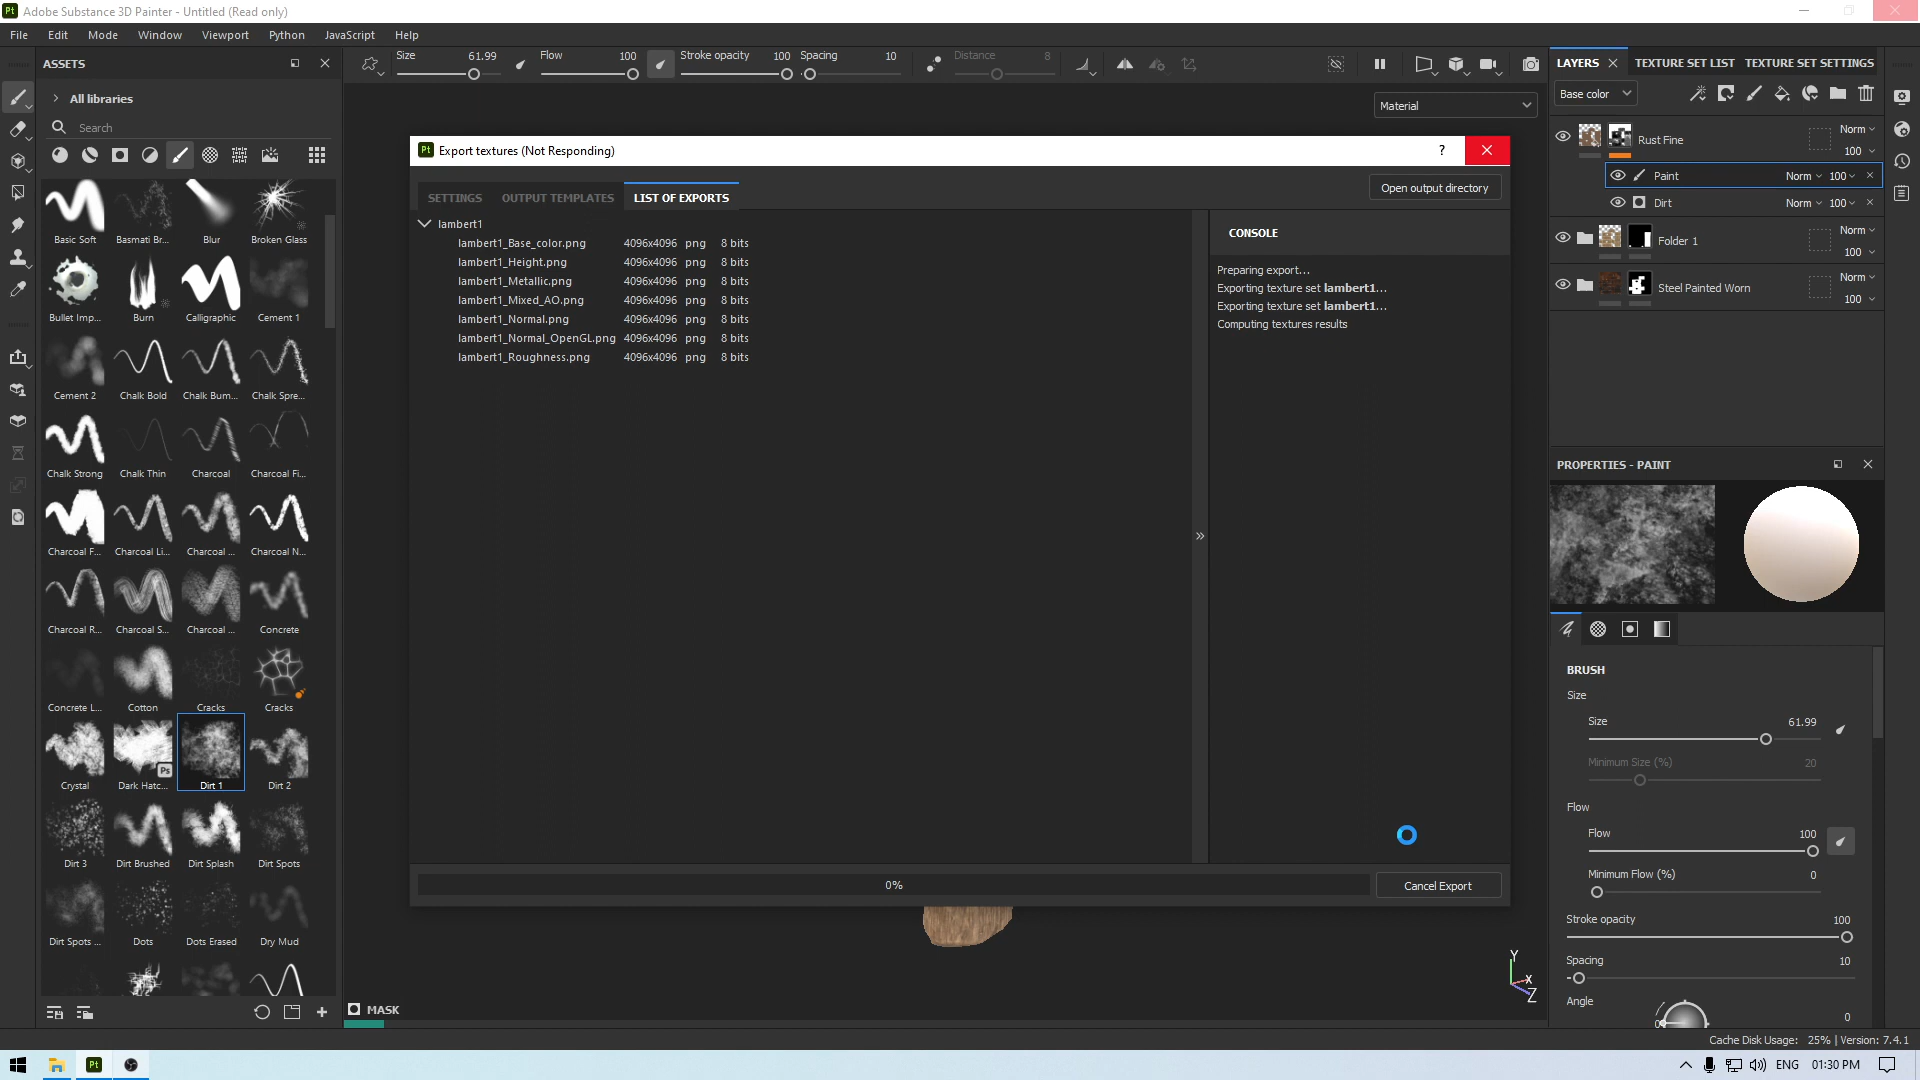 Pt Adobe Substance 3D Painter - Untitled (Read only)
File Edit Mode Window Viewport Python JavaScript Help
ASSETS
Size 61.99 Flow 100 Stroke opacity 100 Spacing 10 Distance 8
LAYERS TEXTURE SET LIST TEXTURE SET SETTINGS
All libraries
Search
Base color
Material
Basic Soft Basmati Br... Blur Broken Glass
Bullet Imp... Burn Calligraphic Cement 1
Cement 2 Chalk Bold Chalk Bum... Chalk Spre...
Chalk Strong Chalk Thin Charcoal Charcoal Fi...
Charcoal F... Charcoal Li... Charcoal ... Charcoal N...
Charcoal R... Charcoal S... Charcoal ... Concrete
Concrete L... Cotton Cracks Cracks
Ps
Crystal Dark Hatc... Dirt 1 Dirt 2
Dirt 3 Dirt Brushed Dirt Splash Dirt Spots
Dirt Spots ... Dots Dots Erased Dry Mud
Pt Export textures (Not Responding) ?
SETTINGS OUTPUT TEMPLATES LIST OF EXPORTS
Open output directory
lambert1
lambert1_Base_color.png 4096x4096 png 8 bits
lambert1_Height.png 4096x4096 png 8 bits
lambert1_Metallic.png 4096x4096 png 8 bits
lambert1_Mixed_AO.png 4096x4096 png 8 bits
lambert1_Normal.png 4096x4096 png 8 bits
lambert1_Normal_OpenGL.png 4096x4096 png 8 bits
lambert1_Roughness.png 4096x4096 png 8 bits
CONSOLE
Preparing export...
Exporting texture set lambert1...
Exporting texture set lambert1...
Computing textures results
0%
Cancel Export
Y
X
Z
MASK
Rust Fine Norm 100
Paint Norm 100
Dirt Norm 100
Folder 1 Norm 100
Steel Painted Worn Norm 100
PROPERTIES - PAINT
BRUSH
Size
Size 61.99
Minimum Size (%) 20
Flow
Flow 100
Minimum Flow (%) 0
Stroke opacity 100
Spacing 10
Angle
0 0
Cache Disk Usage: 25% | Version: 7.4.1
Pt
ENG 01:30 PM